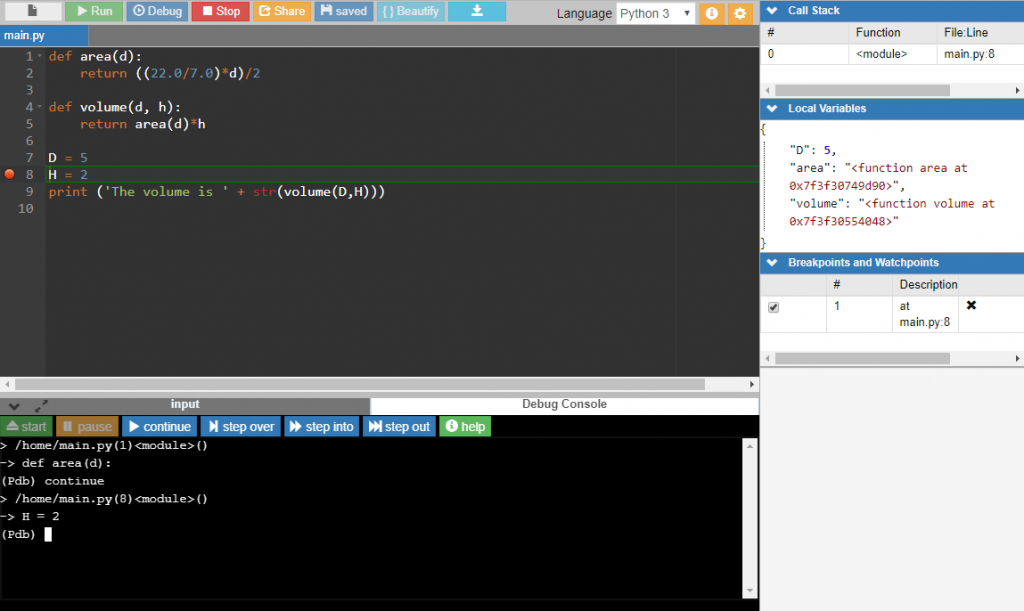 Run Debug Stop Share saved { } Beautify Language Python 3
main.py
1 def area(d):
2 return ((22.0/7.0)*d)/2
3
4 def volume(d, h):
5 return area(d)*h
6
7 D = 5
8 H = 2
9 print ('The volume is ' + str(volume(D,H)))
10
input Debug Console
start pause continue step over step into step out help
> /home/main.py(1)<module>()
-> def area(d):
(Pdb) continue
> /home/main.py(8)<module>()
-> H = 2
(Pdb)
Call Stack
# Function File:Line
0 <module> main.py:8
Local Variables
{
"D": 5,
"area": "<function area at
0x7f3f30749d90>",
"volume": "<function volume at
0x7f3f30554048>"
}
Breakpoints and Watchpoints
# Description
1 at
main.py:8